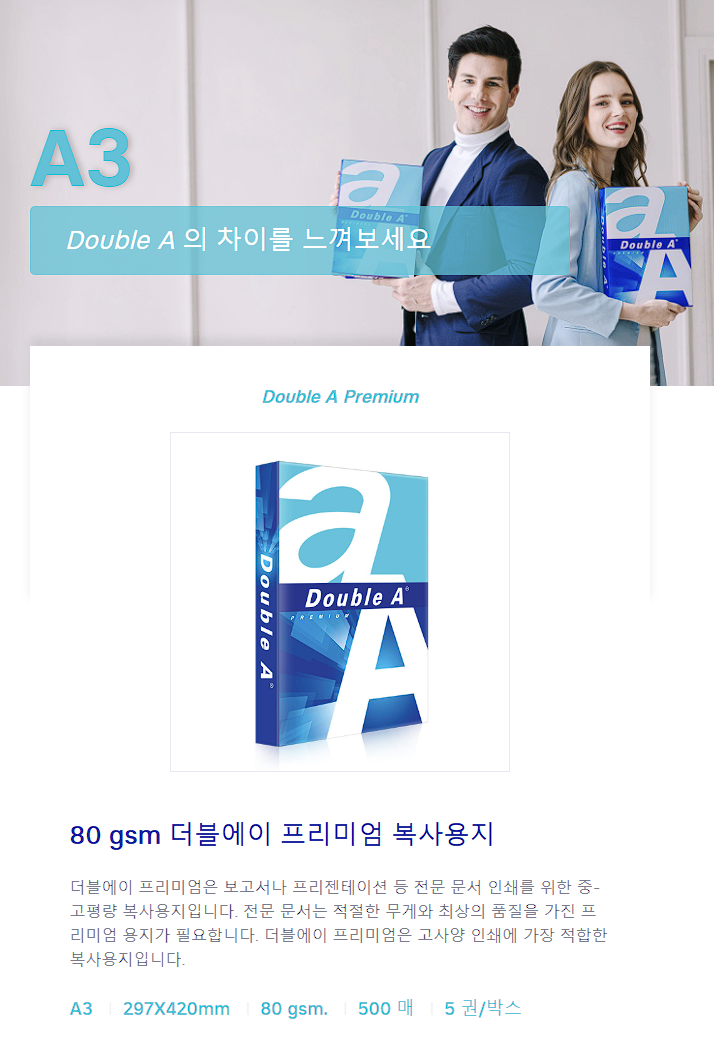 A3
Double A 의 차이를 느껴보세요
a
Double A
a
Double A
PREMIUM
A
Double A
Double A Premium
a
Double A
PREMIUM
A
Double A
80 gsm 더블에이 프리미엄 복사용지
더블에이 프리미엄은 보고서나 프리젠테이션 등 전문 문서 인쇄를 위한 중-
고평량 복사용지입니다. 전문 문서는 적절한 무게와 최상의 품질을 가진 프
리미엄 용지가 필요합니다. 더블에이 프리미엄은 고사양 인쇄에 가장 적합한
복사용지입니다.
A3 | 297X420mm | 80 gsm. | 500 매 | 5 권/박스